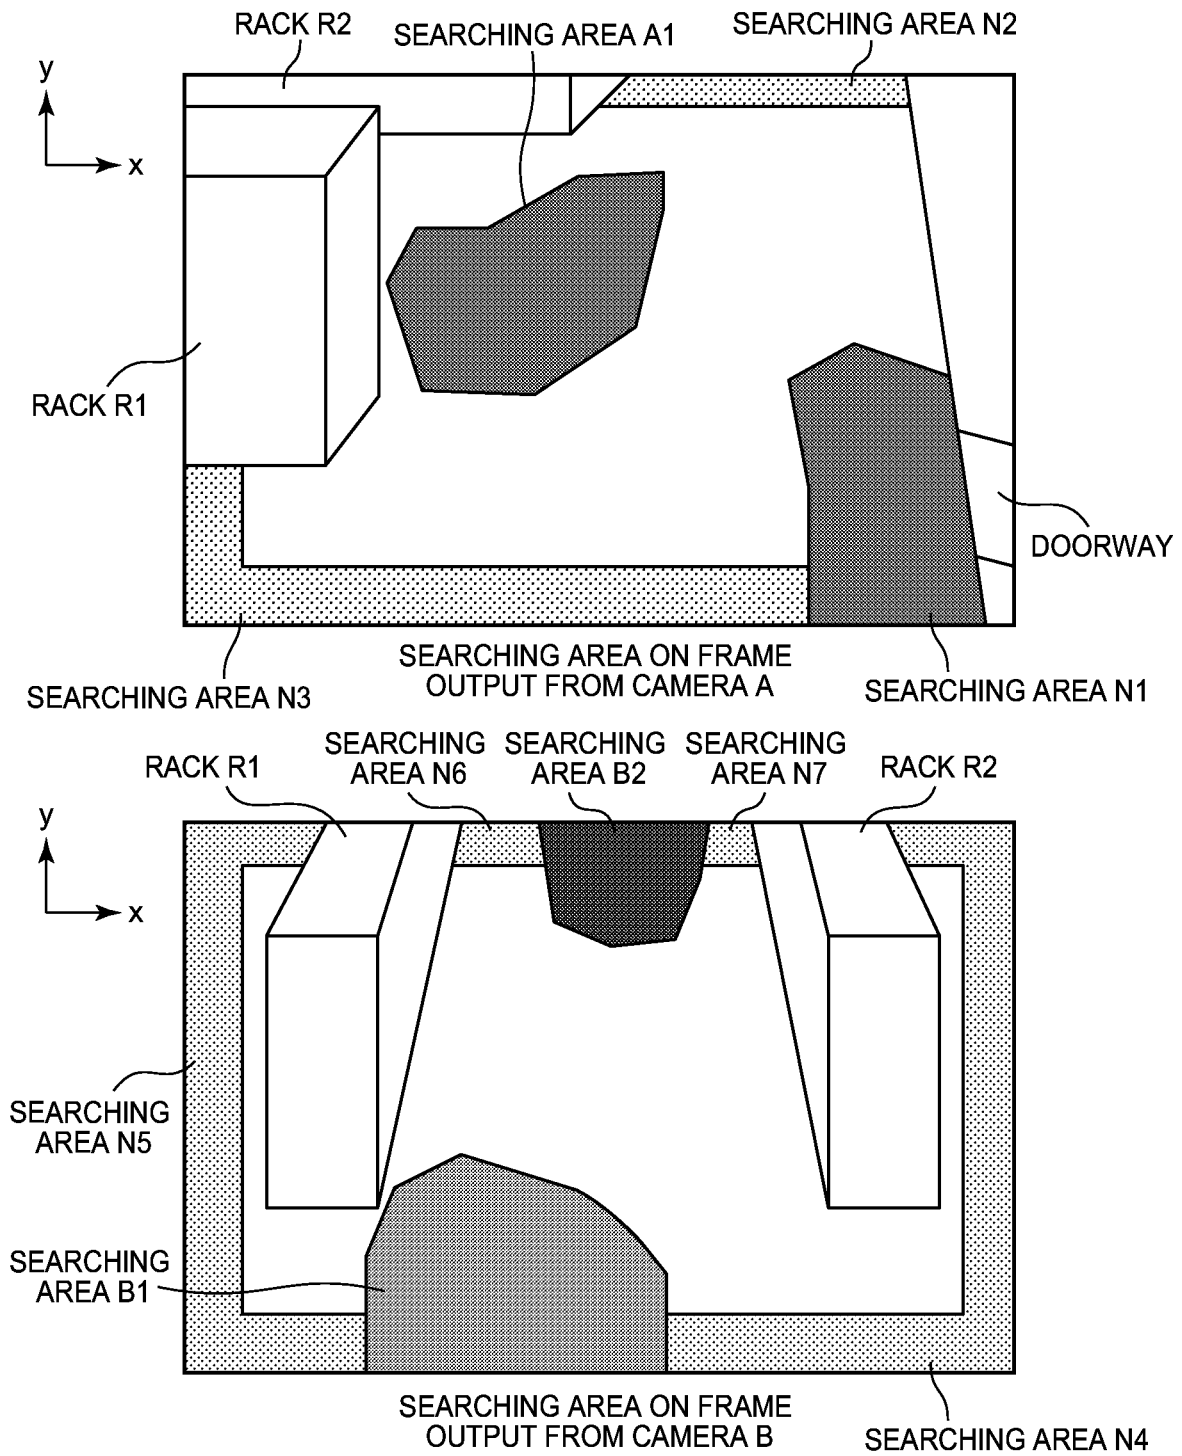 RACK R2
SEARCHING AREA A1
SEARCHING AREA N2
y
x
RACK R1
DOORWAY
SEARCHING AREA ON FRAME
OUTPUT FROM CAMERA A
SEARCHING AREA N3
SEARCHING AREA N1
RACK R1
SEARCHING
AREA N6
SEARCHING
AREA B2
SEARCHING
AREA N7
RACK R2
y
x
SEARCHING
AREA N5
SEARCHING
AREA B1
SEARCHING AREA ON FRAME
OUTPUT FROM CAMERA B
SEARCHING AREA N4